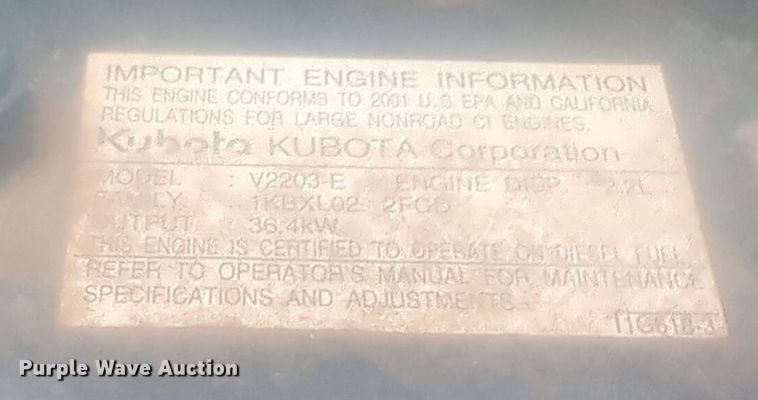 IMPORTANT ENGINE INFORMATION
THIS ENGINE CONFORMS TO 2001 U.S EPA AND CALIFORNIA
REGULATIONS FOR LARGE NONROAD CI ENGINES.
Kubota KUBOTA Corporation
MODEL : V2203-E ENGINE DISP. 2.2L
FAMILY : 1KBXL02.2FCD
OUTPUT : 36.4kW
THIS ENGINE IS CERTIFIED TO OPERATE ON DIESEL FUEL
REFER TO OPERATOR'S MANUAL FOR MAINTENANCE
SPECIFICATIONS AND ADJUSTMENTS
Purple Wave Auction